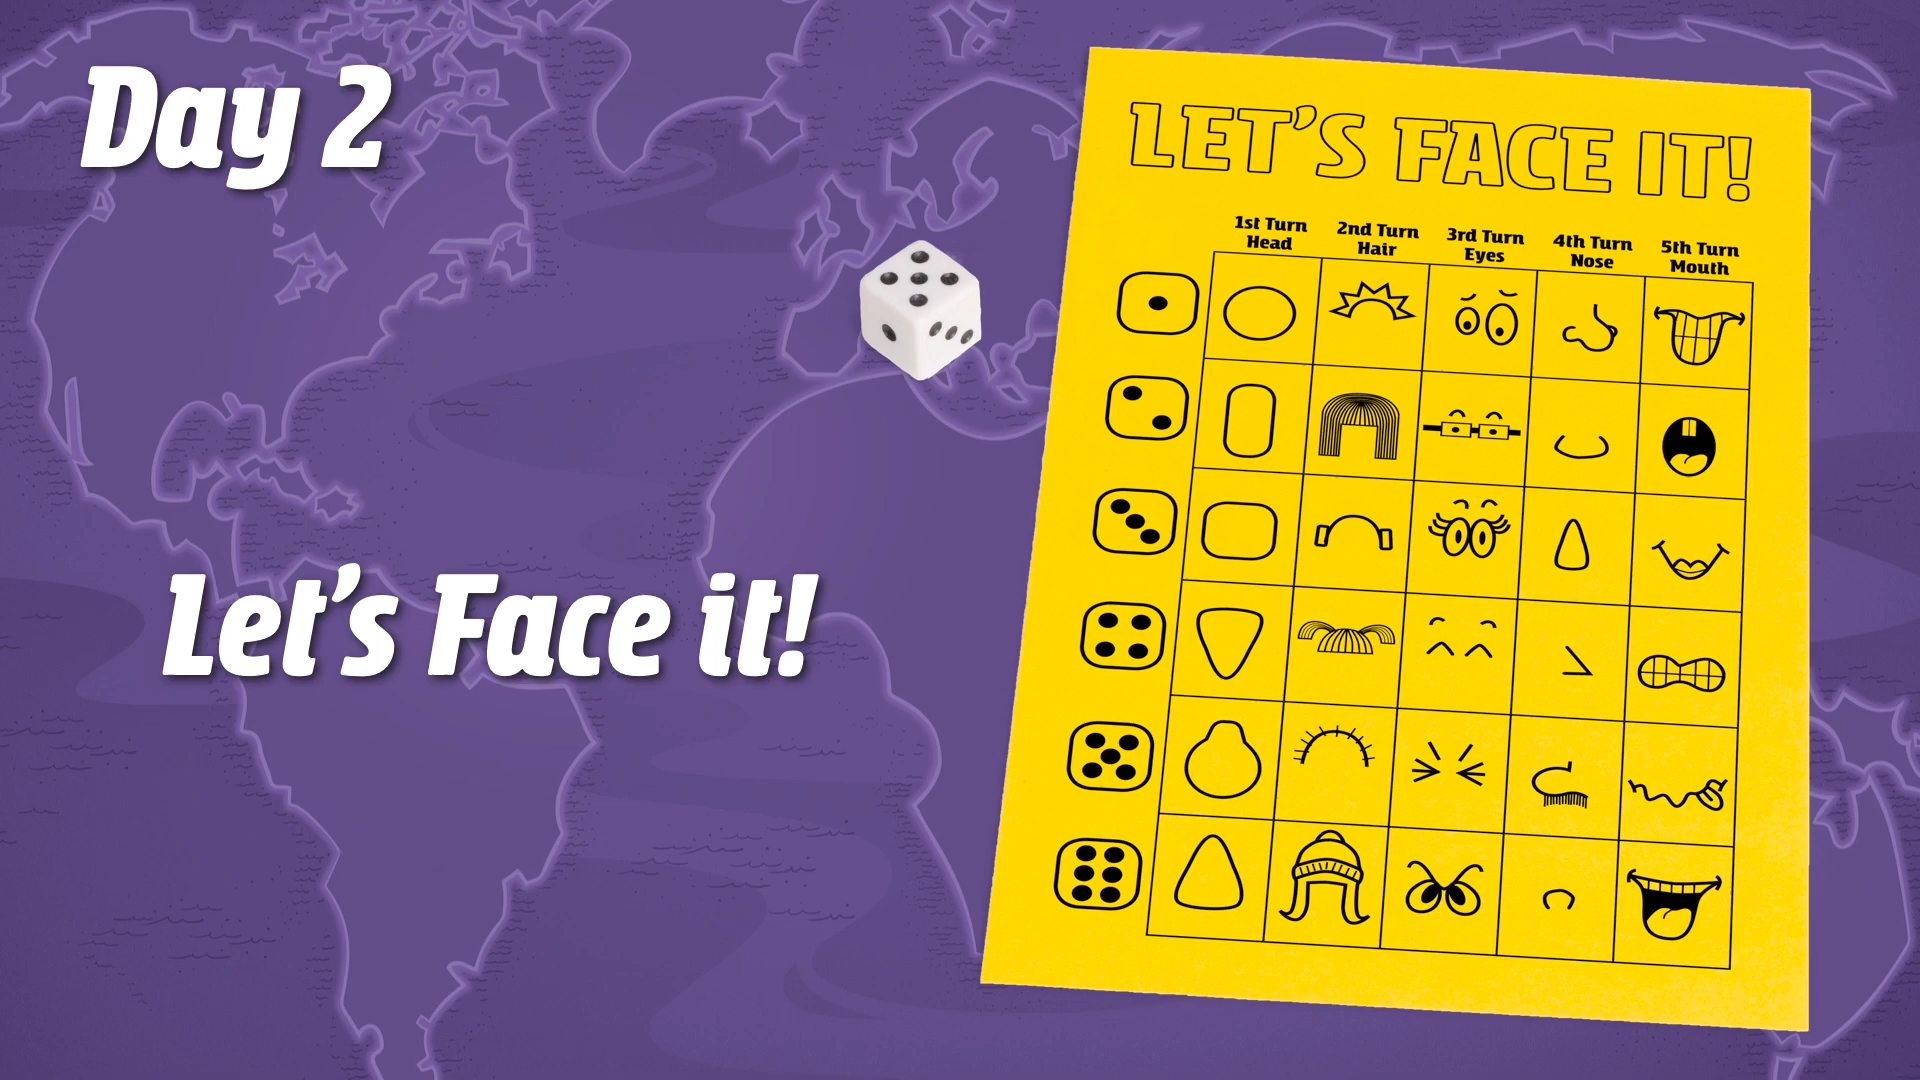 Day 2
Let's Face it!
LET'S FACE IT!
1st Turn
Head
2nd Turn
Hair
3rd Turn
Eyes
4th Turn
Nose
5th Turn
Mouth